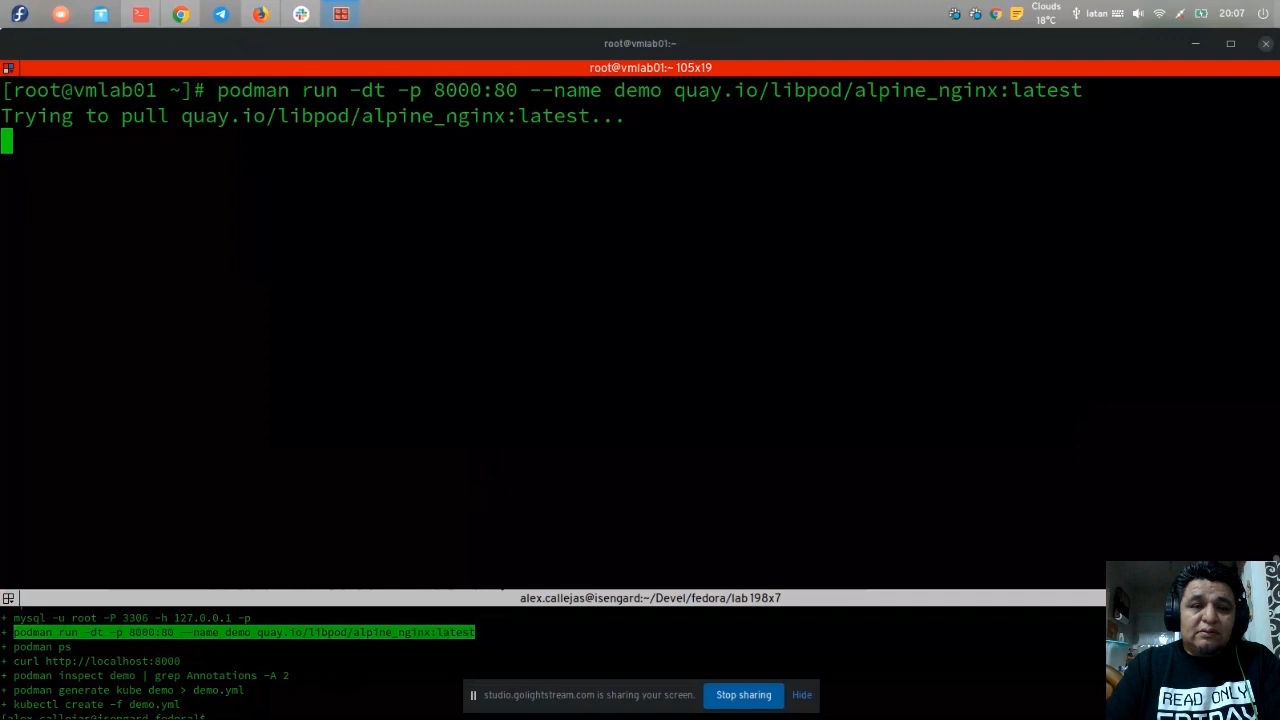 Clouds
18°C
latan
20:07
root@vmlab01:~
root@vmlab01:~ 105x19
[root@vmlab01 ~]# podman run -dt -p 8000:80 --name demo quay.io/libpod/alpine_nginx:latest
Trying to pull quay.io/libpod/alpine_nginx:latest...
alex.callejas@isengard:~/Devel/fedora/lab 198x7
+ mysql -u root -P 3306 -h 127.0.0.1 -p
+ podman run -dt -p 8000:80 --name demo quay.io/libpod/alpine_nginx:latest
+ podman ps
+ curl http://localhost:8000
+ podman inspect demo | grep Annotations -A 2
+ podman generate kube demo > demo.yml
+ kubectl create -f demo.yml
studio.golightstream.com is sharing your screen.
Stop sharing
Hide
READ ONLY